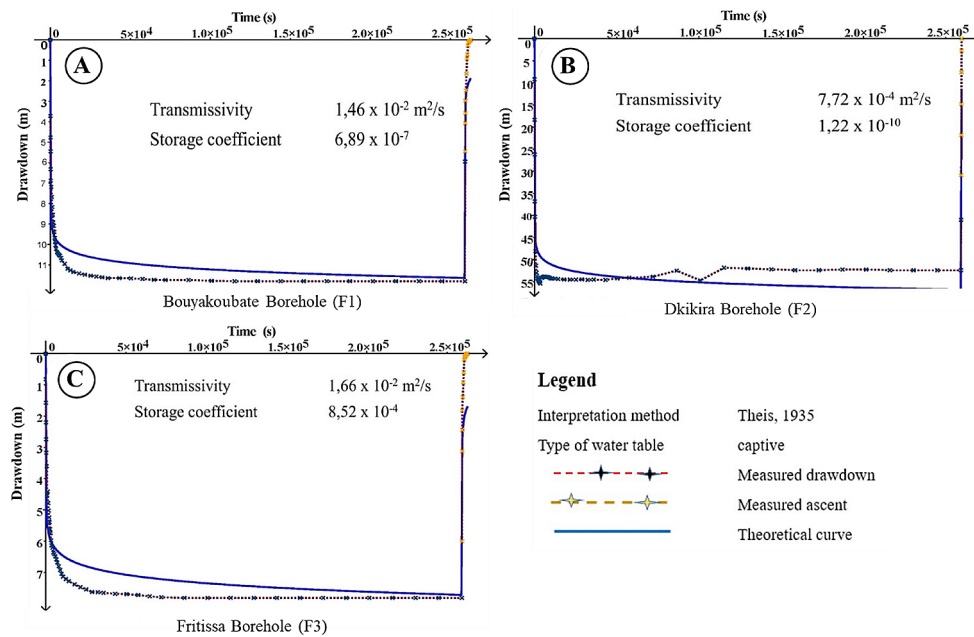 Time (s)
0 5×10⁴ 1.0×10⁵ 1.5×10⁵ 2.0×10⁵ 2.5×10⁵
A
Drawdown (m)
0
1
2
3
4
5
6
7
8
9
10
11
Transmissivity 1,46 x 10⁻² m²/s
Storage coefficient 6,89 x 10⁻⁷
Bouyakoubate Borehole (F1)
Time (s)
0 5×10⁴ 1.0×10⁵ 1.5×10⁵ 2.0×10⁵ 2.5×10⁵
B
Drawdown (m)
0
5
10
15
20
25
30
35
40
45
50
55
Transmissivity 7,72 x 10⁻⁴ m²/s
Storage coefficient 1,22 x 10⁻¹⁰
Dkikira Borehole (F2)
Time (s)
0 5×10⁴ 1.0×10⁵ 1.5×10⁵ 2.0×10⁵ 2.5×10⁵
C
Drawdown (m)
0
1
2
3
4
5
6
7
Transmissivity 1,66 x 10⁻² m²/s
Storage coefficient 8,52 x 10⁻⁴
Fritissa Borehole (F3)
Legend
Interpretation method Theis, 1935
Type of water table captive
Measured drawdown
Measured ascent
Theoretical curve